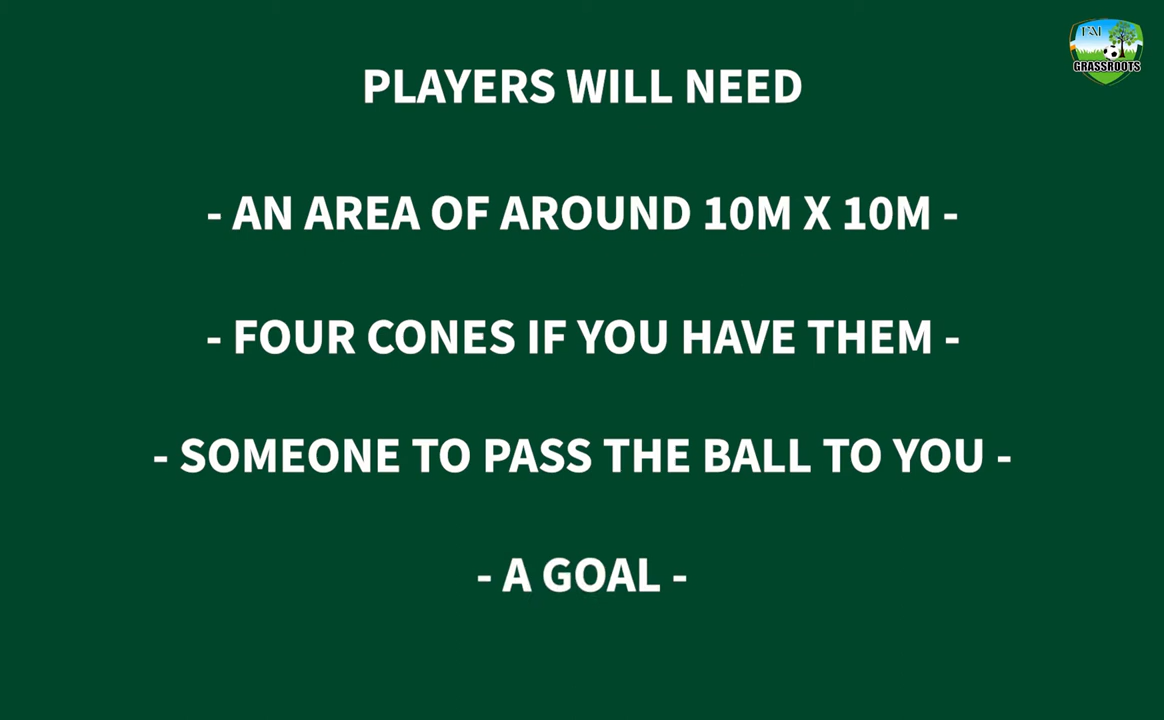 FAI
GRASSROOTS
PLAYERS WILL NEED
- AN AREA OF AROUND 10M X 10M -
- FOUR CONES IF YOU HAVE THEM -
- SOMEONE TO PASS THE BALL TO YOU -
- A GOAL -